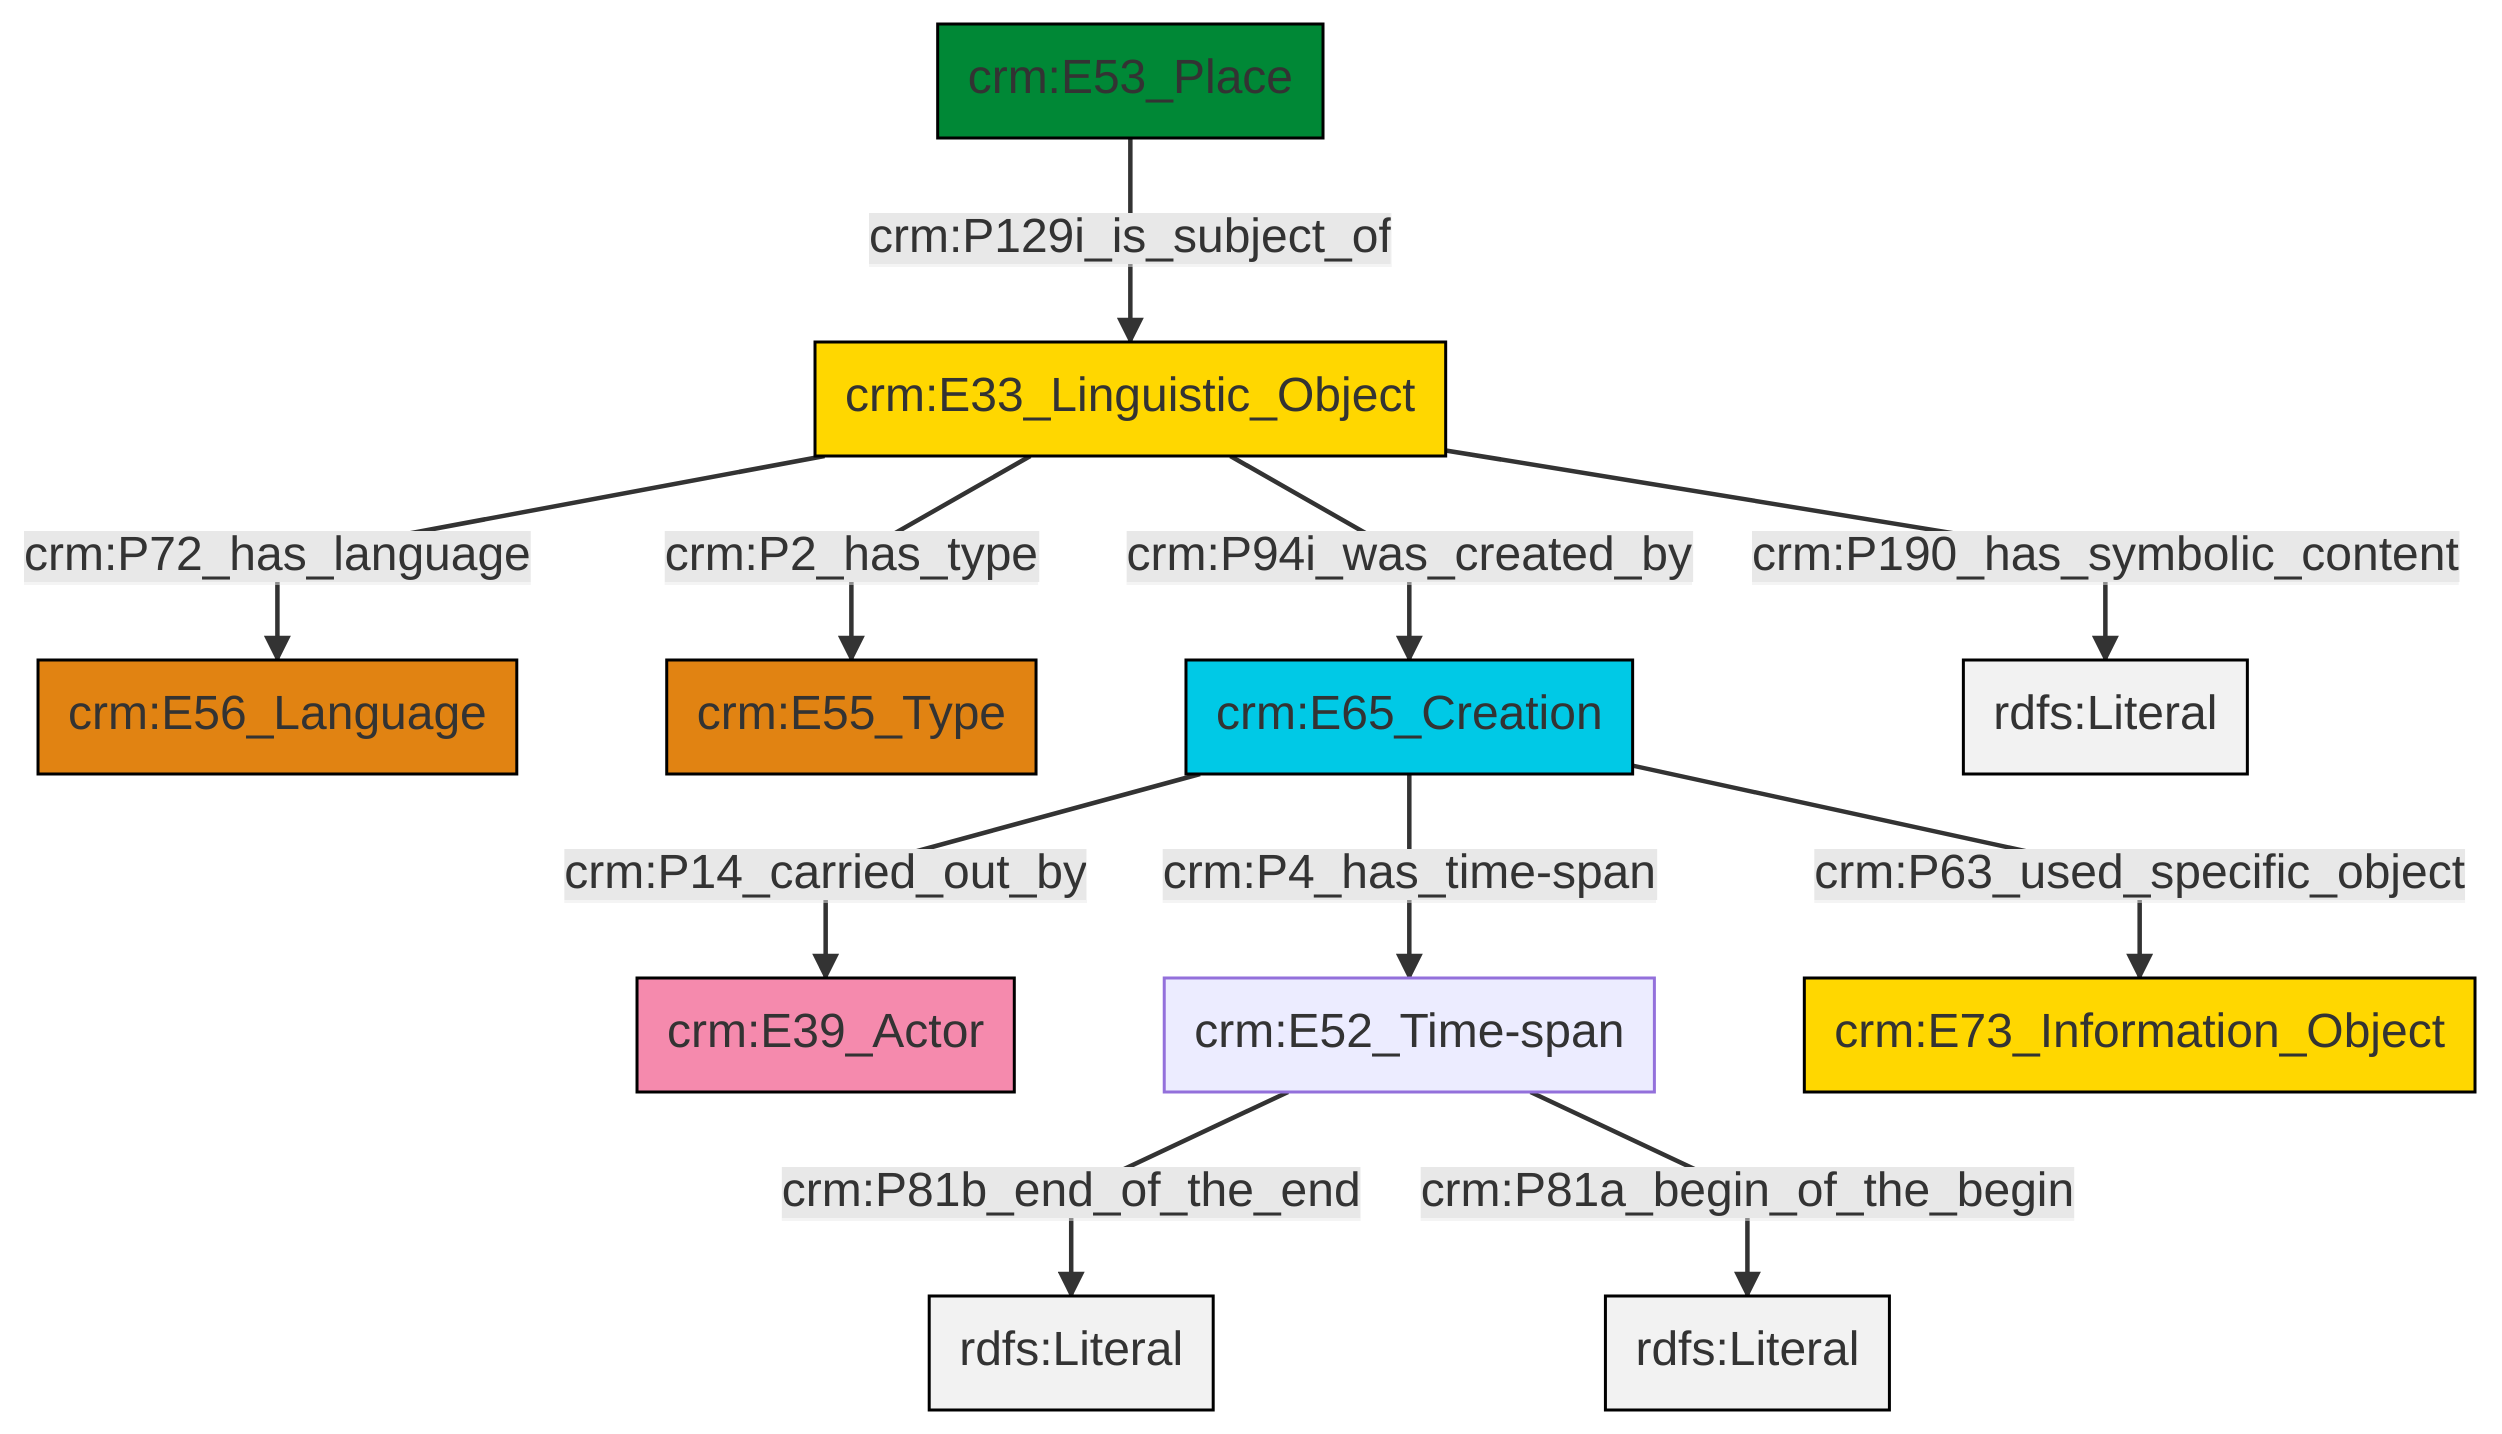 crm:E53_Place
crm:P129i_is_subject_of
crm:E33_Linguistic_Object
crm:P72_has_language
crm:P2_has_type
crm:P94i_was_created_by
crm:P190_has_symbolic_content
crm:E56_Language
crm:E55_Type
crm:E65_Creation
rdfs:Literal
crm:P14_carried_out_by
crm:P4_has_time-span
crm:P63_used_specific_object
crm:E39_Actor
crm:E52_Time-span
crm:E73_Information_Object
crm:P81b_end_of_the_end
crm:P81a_begin_of_the_begin
rdfs:Literal
rdfs:Literal